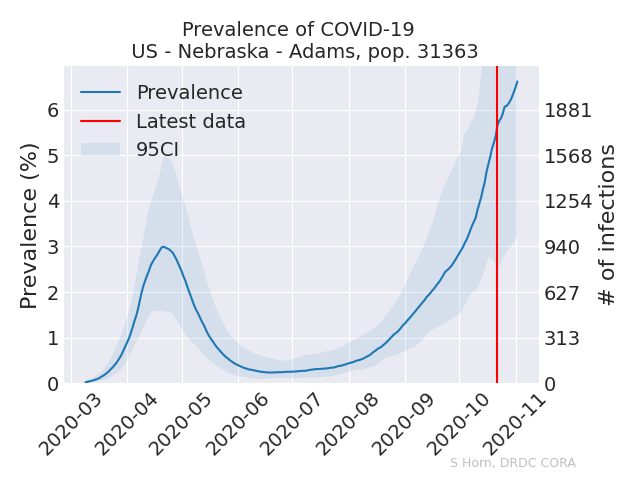 Prevalence of COVID-19
US - Nebraska - Adams, pop. 31363
Prevalence
Latest data
95CI
Prevalence (%)
6
5
4
3
2
1
0
1881
1568
1254
940
627
313
0
# of infections
2020-03
2020-04
2020-05
2020-06
2020-07
2020-08
2020-09
2020-10
2020-11
S Horn, DRDC CORA